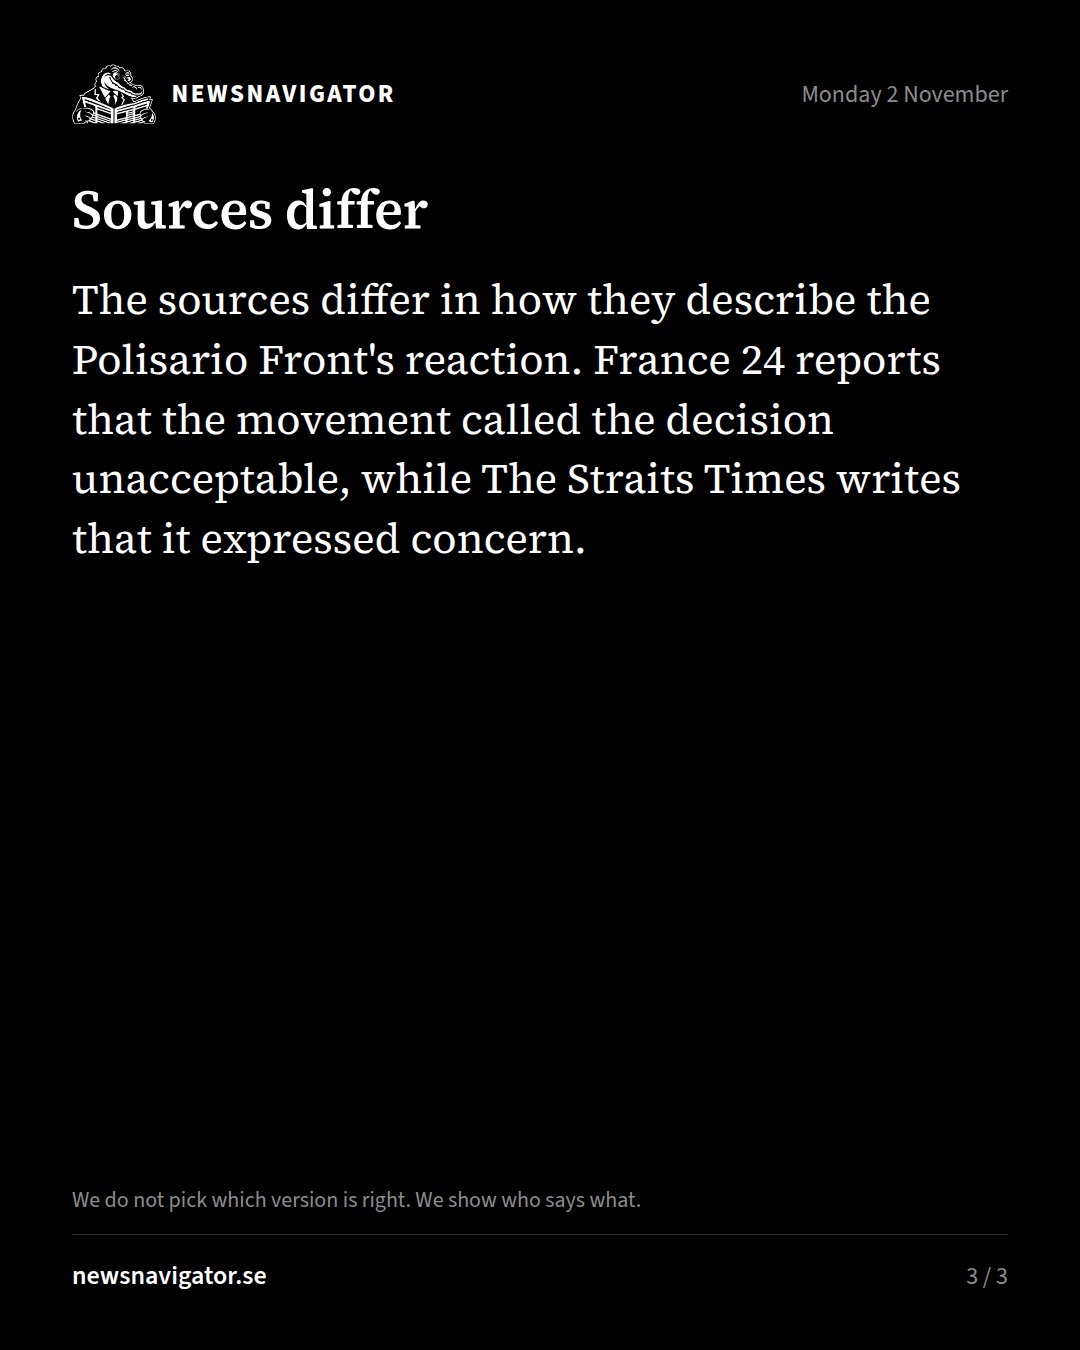 NEWSNAVIGATOR
Monday 2 November
Sources differ
The sources differ in how they describe the
Polisario Front's reaction. France 24 reports
that the movement called the decision
unacceptable, while The Straits Times writes
that it expressed concern.
We do not pick which version is right. We show who says what.
newsnavigator.se
3 / 3